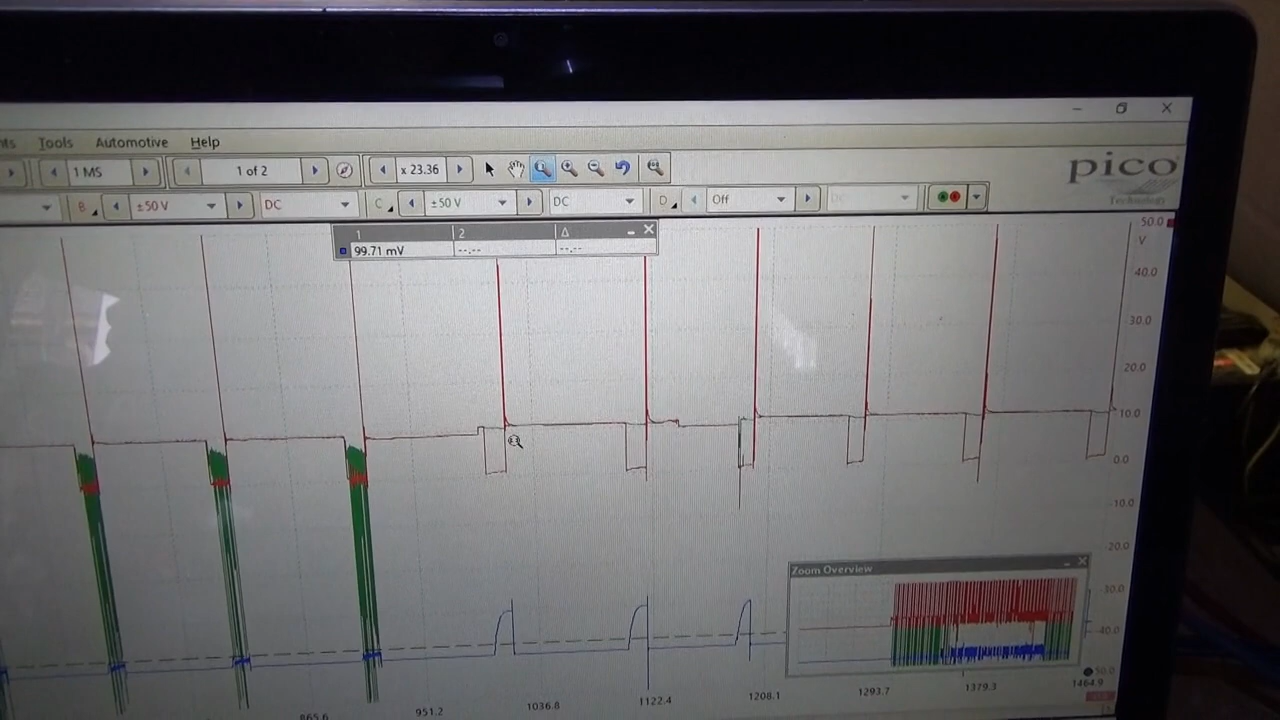 Tools Automotive Help
1 MS 1 of 2 x 23.36
pico
Technology
B ±50 V DC C ±50 V DC D Off
1 2 Δ
99.71 mV --.-- --.--
50.0
V
40.0
30.0
20.0
10.0
0.0
-10.0
-20.0
Zoom Overview
951.2 1036.8 1122.4 1208.1 1293.7 1379.3 1464.9